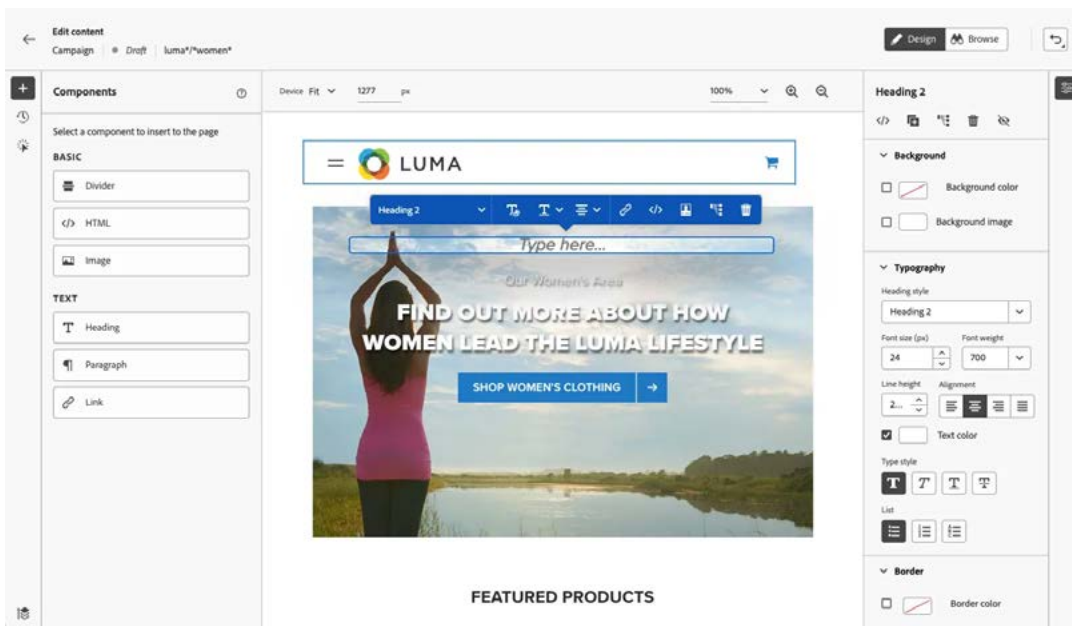 Edit content
Campaign Draft luma*/*women*
Design Browse
Components
Device Fit 1277 px 100%
Heading 2
Select a component to insert to the page
BASIC
Divider
</> HTML
Image
TEXT
Heading
Paragraph
Link
LUMA
Heading 2
Type here...
Our Women's Area
FIND OUT MORE ABOUT HOW
WOMEN LEAD THE LUMA LIFESTYLE
SHOP WOMEN'S CLOTHING
FEATURED PRODUCTS
Background
Background color
Background image
Typography
Heading style
Heading 2
Font size (px) Font weight
24 700
Line height Alignment
2...
Text color
Type style
List
Border
Border color